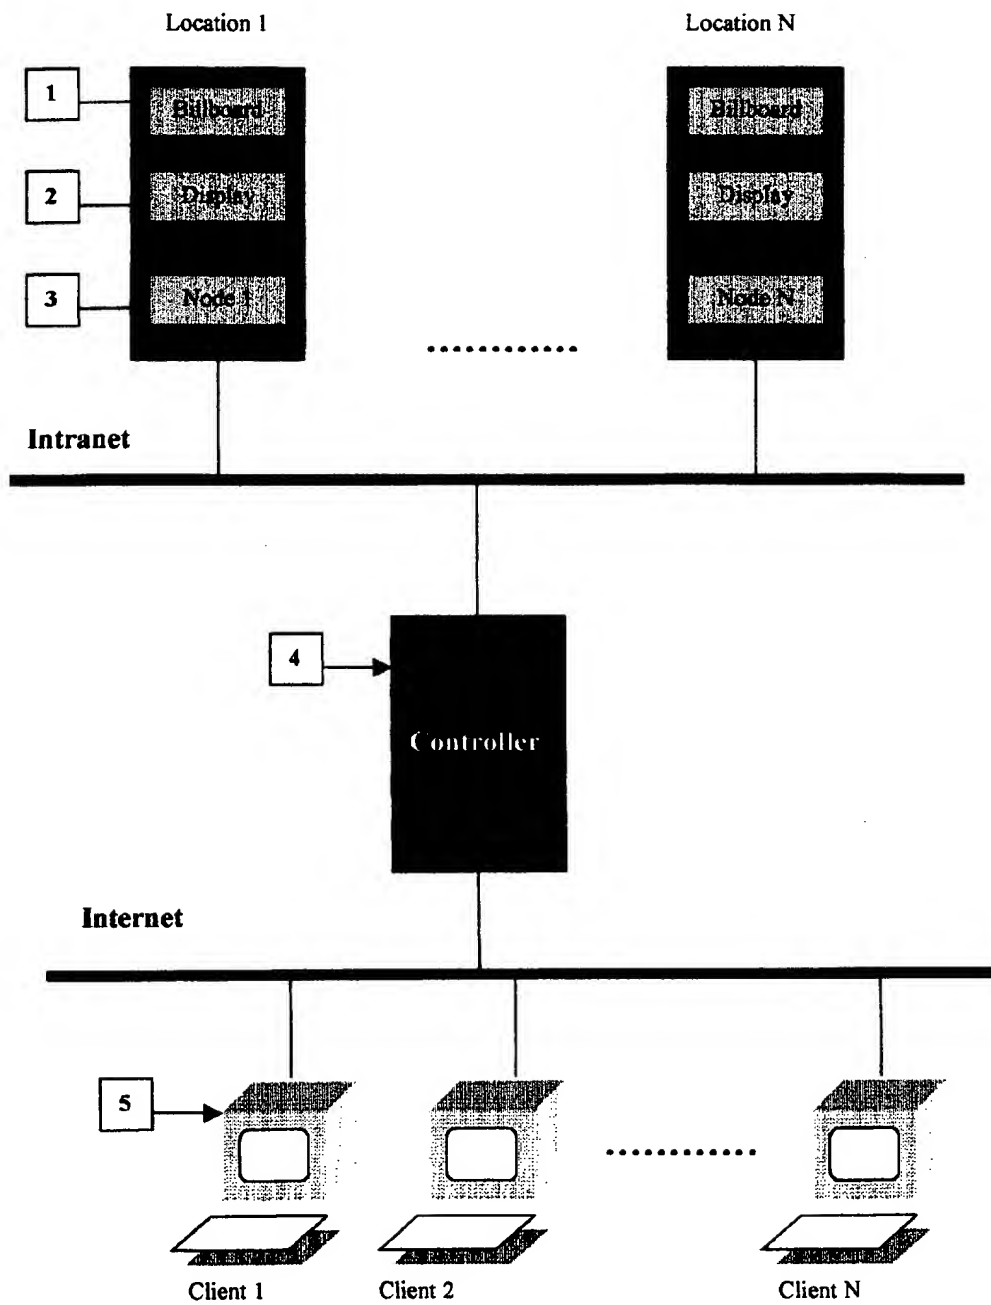 Location 1
Location N
1
Billboard
Billboard
2
Display
Display
3
Node 1
Node N
Intranet
4
Controller
Internet
5
Client 1
Client 2
Client N